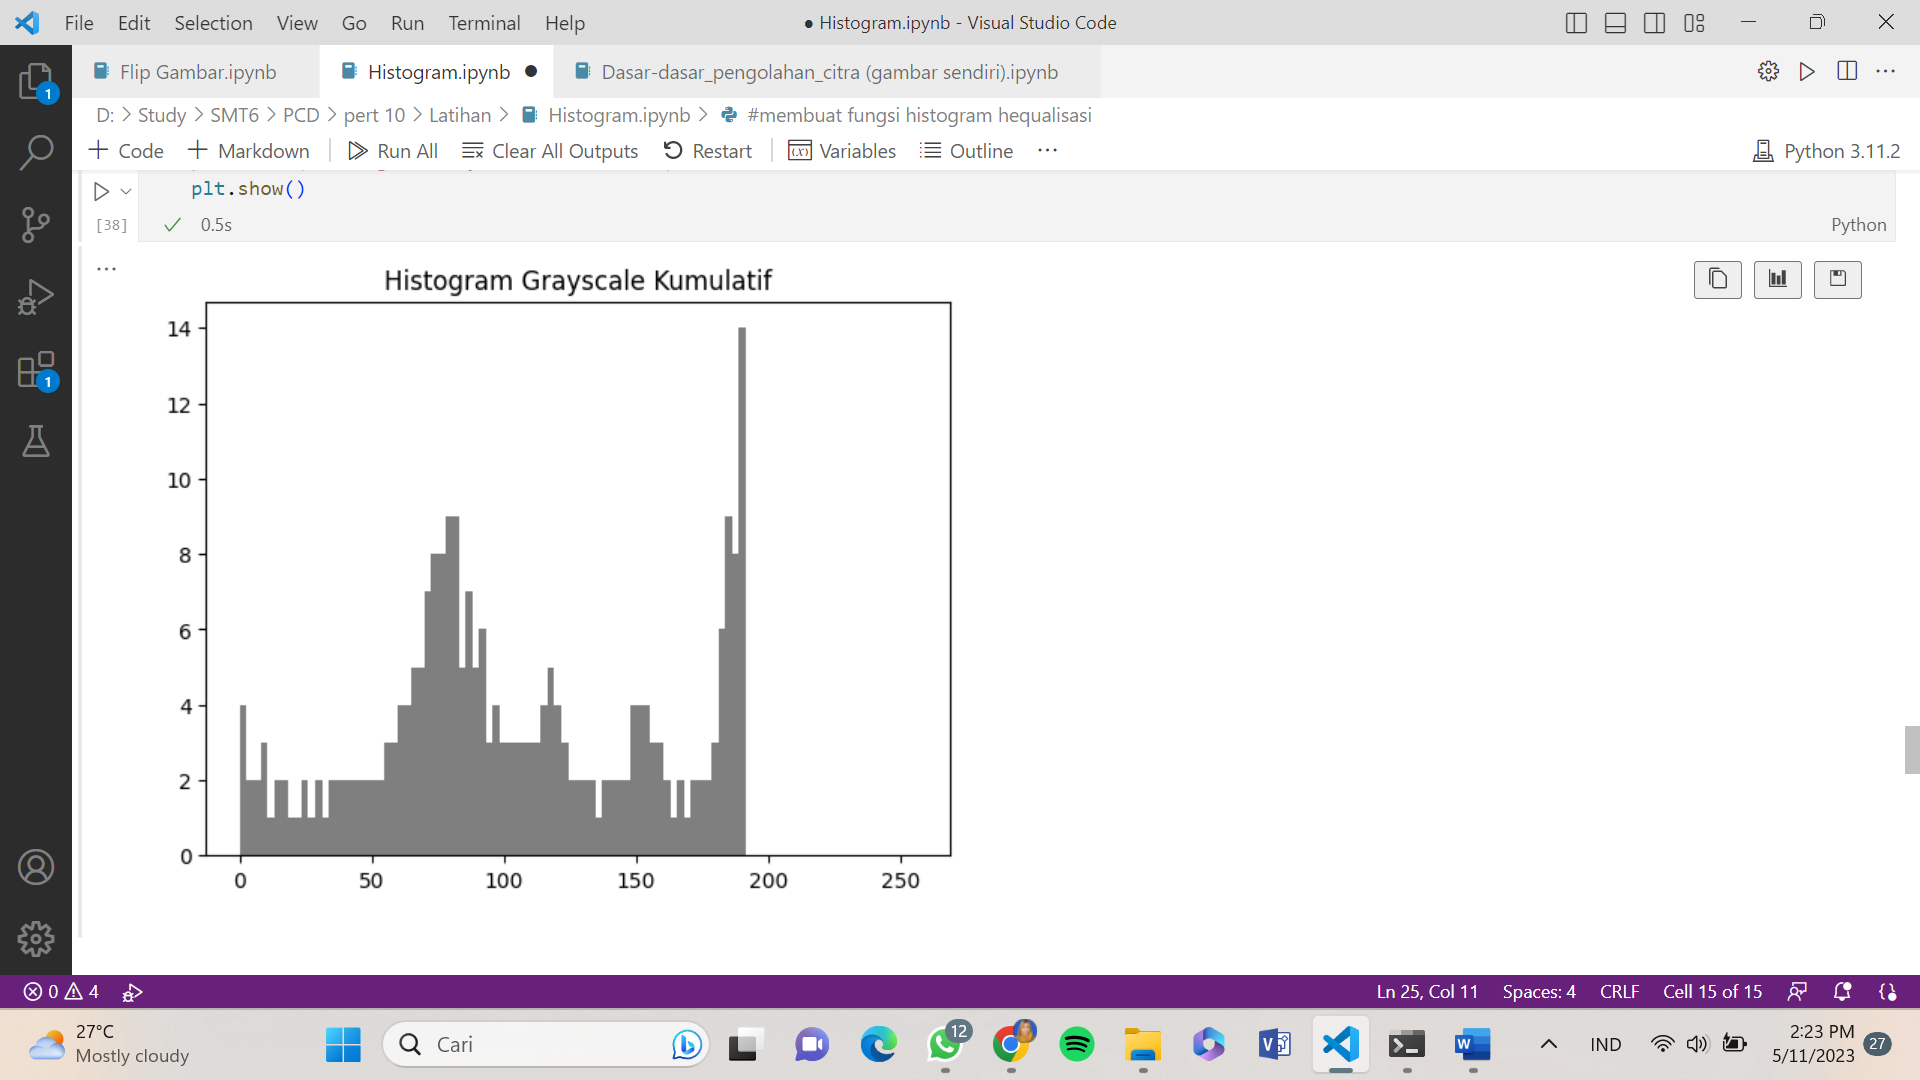 File Edit Selection View Go Run Terminal Help
● Histogram.ipynb - Visual Studio Code
Flip Gambar.ipynb
Histogram.ipynb ●
Dasar-dasar_pengolahan_citra (gambar sendiri).ipynb
D: > Study > SMT6 > PCD > pert 10 > Latihan > Histogram.ipynb > #membuat fungsi histogram hequalisasi
+ Code + Markdown Run All Clear All Outputs Restart Variables Outline ...
Python 3.11.2
plt.show()
[38] ✓ 0.5s
Python
...
Histogram Grayscale Kumulatif
14
12
10
8
6
4
2
0
0 50 100 150 200 250
1
1
0 4
Ln 25, Col 11 Spaces: 4 CRLF Cell 15 of 15
27°C
Mostly cloudy
Cari
12
IND
2:23 PM
5/11/2023
27